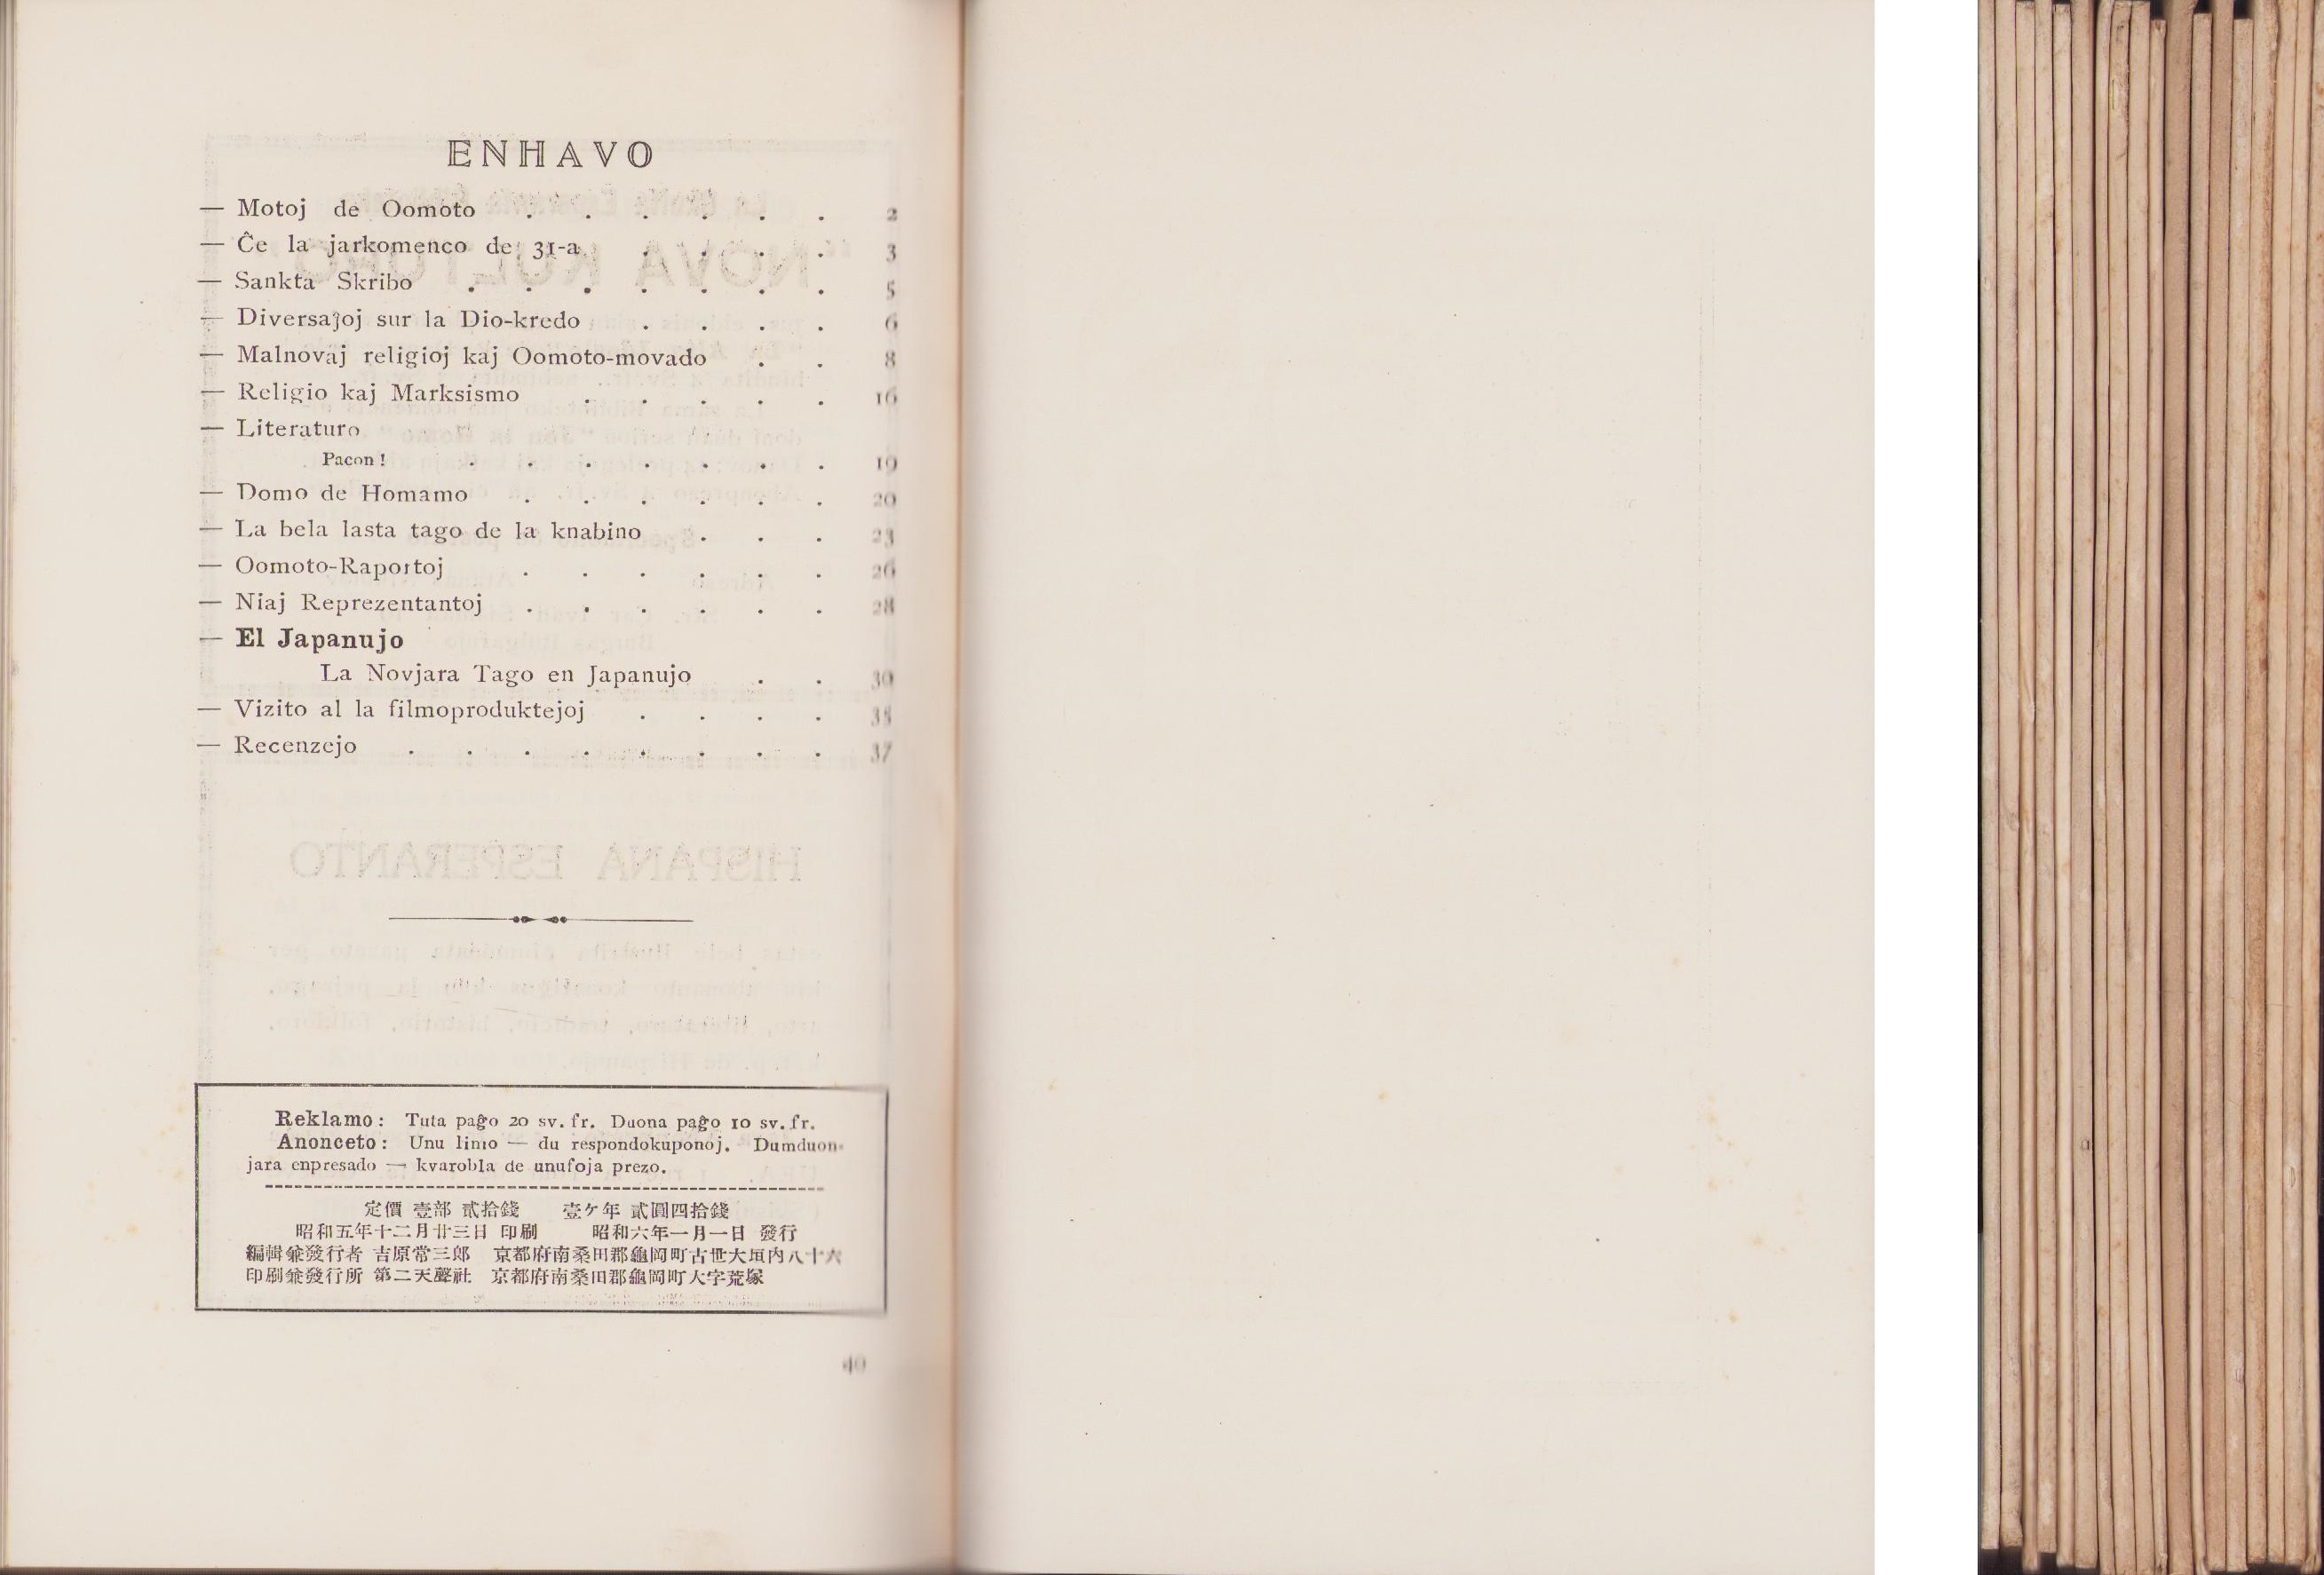 ENHAVO
— Motoj de Oomoto . . . . . . 2
— Ĉe la jarkomenco de 31-a . . . . 3
— Sankta Skribo . . . . . . . 5
— Diversaĵoj sur la Dio-kredo . . . . 6
— Malnovaj religioj kaj Oomoto-movado . . 8
— Religio kaj Marksismo . . . . . 16
— Literaturo
Pacon! . . . . . . . 19
— Domo de Homamo . . . . . . 20
— La bela lasta tago de la knabino . . . 23
— Oomoto-Raportoj . . . . . . 26
— Niaj Reprezentantoj . . . . . . 28
— El Japanujo
La Novjara Tago en Japanujo . . 30
— Vizito al la filmoproduktejoj . . . . 35
— Recenzejo . . . . . . . . 37
Reklamo: Tuta paĝo 20 sv. fr. Duona paĝo 10 sv. fr.
Anonceto: Unu linio — du respondokuponoj. Dumduon-
jara enpresado — kvarobla de unufoja prezo.
定價 壹部 貳拾錢 壹ケ年 貳圓四拾錢
昭和五年十二月廿三日 印刷 昭和六年一月一日 發行
編輯兼發行者 吉原常三郎 京都府南桑田郡龜岡町古世大垣内八十六
印刷兼發行所 第二天聲社 京都府南桑田郡龜岡町大字荒塚
40